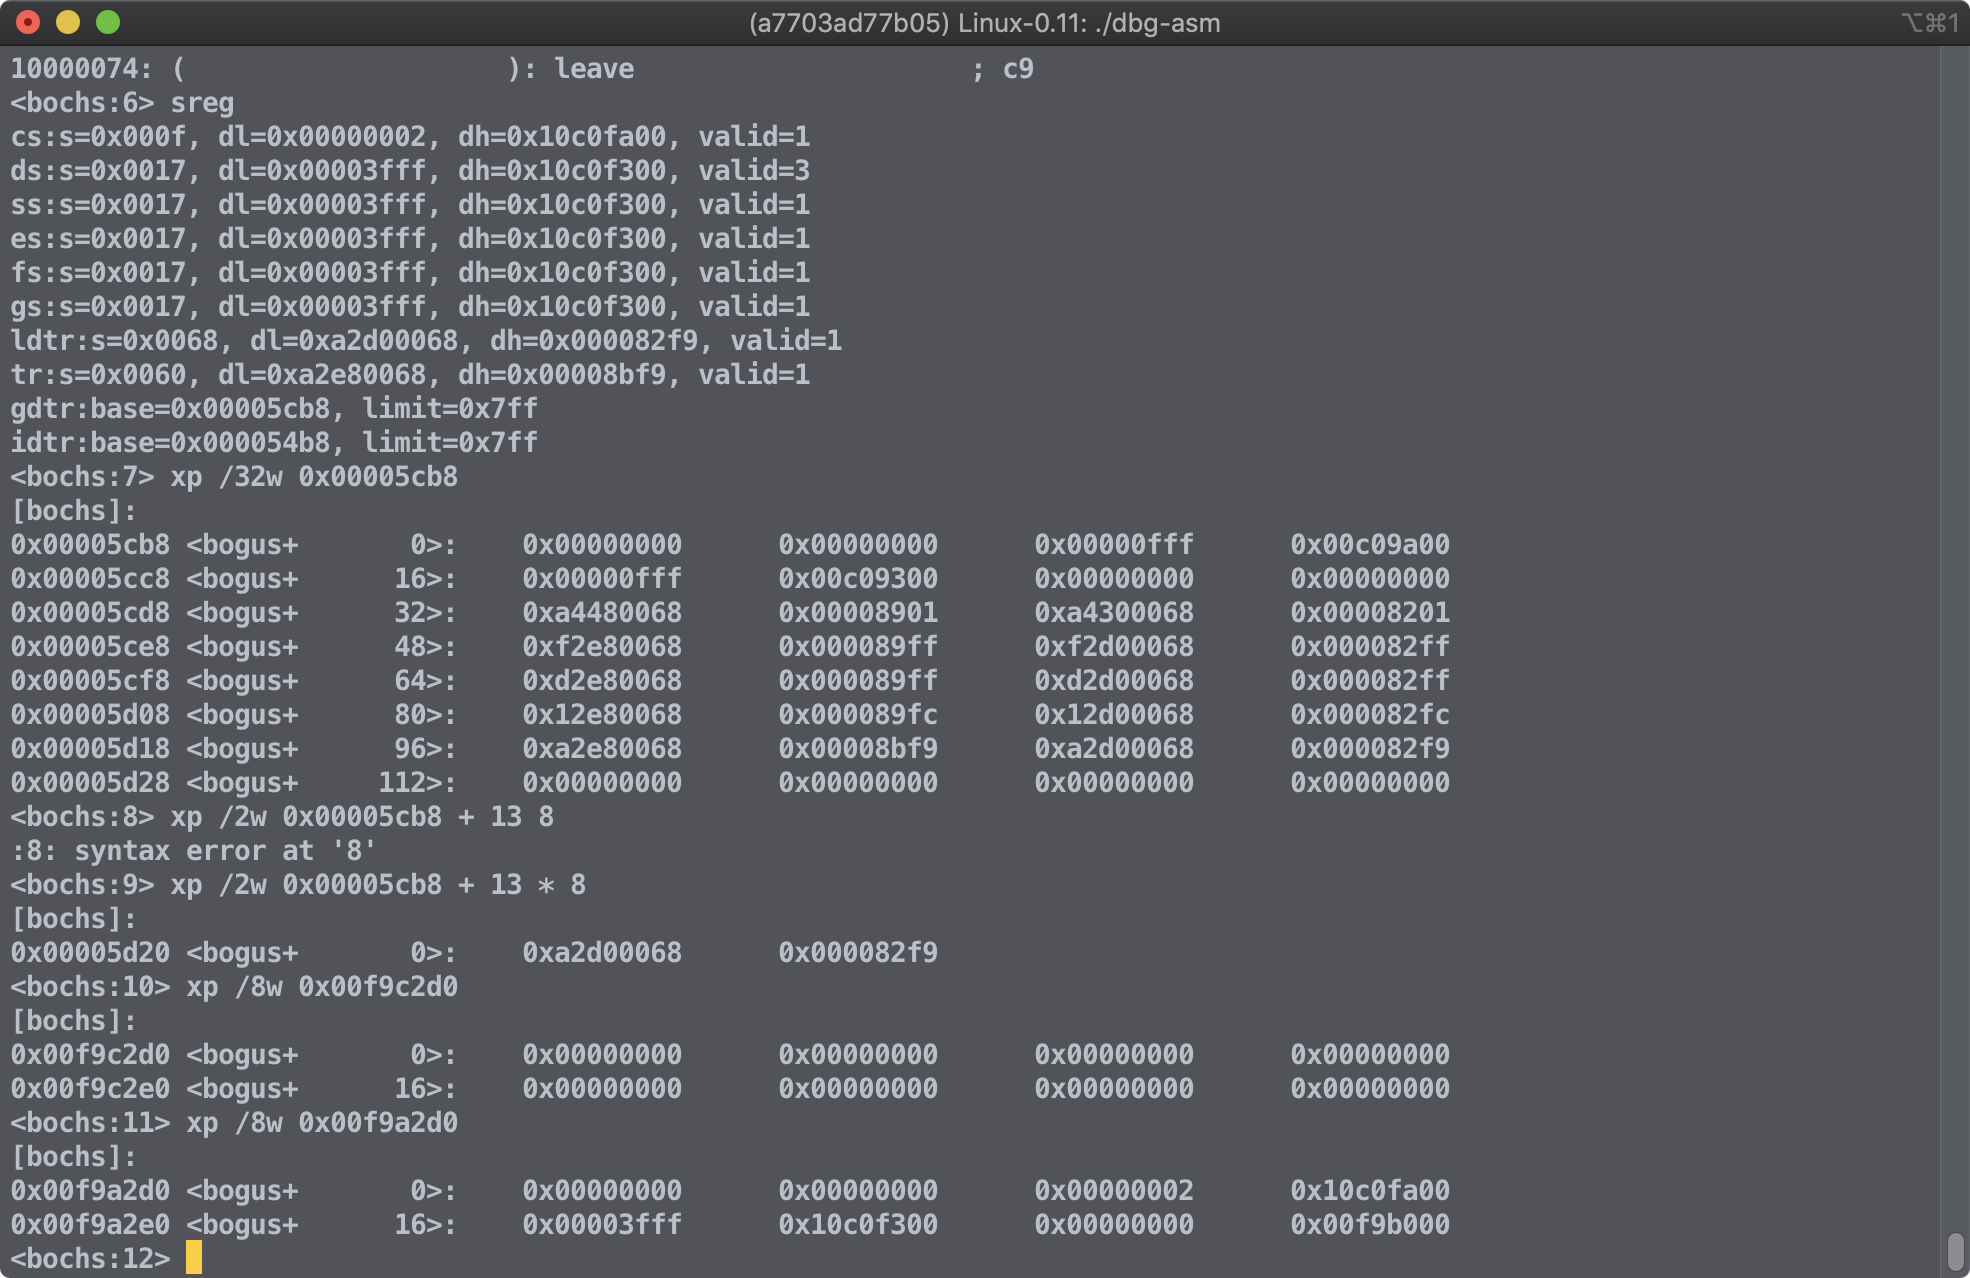 (a7703ad77b05) Linux-0.11: ./dbg-asm ⌥⌘1
10000074: (                    ): leave                     ; c9
<bochs:6> sreg
cs:s=0x000f, dl=0x00000002, dh=0x10c0fa00, valid=1
ds:s=0x0017, dl=0x00003fff, dh=0x10c0f300, valid=3
ss:s=0x0017, dl=0x00003fff, dh=0x10c0f300, valid=1
es:s=0x0017, dl=0x00003fff, dh=0x10c0f300, valid=1
fs:s=0x0017, dl=0x00003fff, dh=0x10c0f300, valid=1
gs:s=0x0017, dl=0x00003fff, dh=0x10c0f300, valid=1
ldtr:s=0x0068, dl=0xa2d00068, dh=0x000082f9, valid=1
tr:s=0x0060, dl=0xa2e80068, dh=0x00008bf9, valid=1
gdtr:base=0x00005cb8, limit=0x7ff
idtr:base=0x000054b8, limit=0x7ff
<bochs:7> xp /32w 0x00005cb8
[bochs]:
0x00005cb8 <bogus+       0>:    0x00000000      0x00000000      0x00000fff      0x00c09a00
0x00005cc8 <bogus+      16>:    0x00000fff      0x00c09300      0x00000000      0x00000000
0x00005cd8 <bogus+      32>:    0xa4480068      0x00008901      0xa4300068      0x00008201
0x00005ce8 <bogus+      48>:    0xf2e80068      0x000089ff      0xf2d00068      0x000082ff
0x00005cf8 <bogus+      64>:    0xd2e80068      0x000089ff      0xd2d00068      0x000082ff
0x00005d08 <bogus+      80>:    0x12e80068      0x000089fc      0x12d00068      0x000082fc
0x00005d18 <bogus+      96>:    0xa2e80068      0x00008bf9      0xa2d00068      0x000082f9
0x00005d28 <bogus+     112>:    0x00000000      0x00000000      0x00000000      0x00000000
<bochs:8> xp /2w 0x00005cb8 + 13 8
:8: syntax error at '8'
<bochs:9> xp /2w 0x00005cb8 + 13 * 8
[bochs]:
0x00005d20 <bogus+       0>:    0xa2d00068      0x000082f9
<bochs:10> xp /8w 0x00f9c2d0
[bochs]:
0x00f9c2d0 <bogus+       0>:    0x00000000      0x00000000      0x00000000      0x00000000
0x00f9c2e0 <bogus+      16>:    0x00000000      0x00000000      0x00000000      0x00000000
<bochs:11> xp /8w 0x00f9a2d0
[bochs]:
0x00f9a2d0 <bogus+       0>:    0x00000000      0x00000000      0x00000002      0x10c0fa00
0x00f9a2e0 <bogus+      16>:    0x00003fff      0x10c0f300      0x00000000      0x00f9b000
<bochs:12>